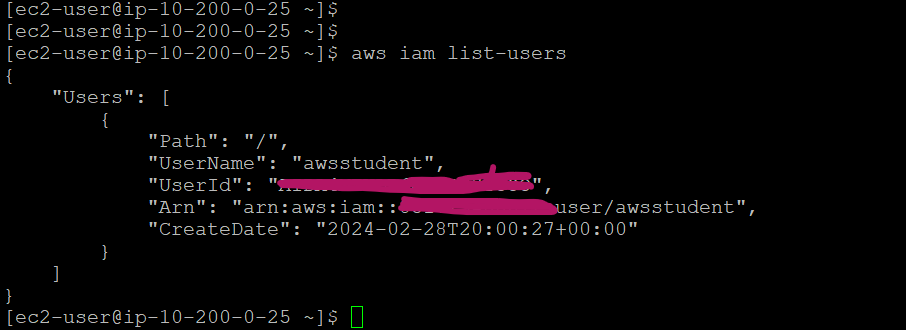 [ec2-user@ip-10-200-0-25 ~]$
[ec2-user@ip-10-200-0-25 ~]$
[ec2-user@ip-10-200-0-25 ~]$ aws iam list-users
{
    "Users": [
        {
            "Path": "/",
            "UserName": "awsstudent",
            "UserId": "",
            "Arn": "arn:aws:iam::user/awsstudent",
            "CreateDate": "2024-02-28T20:00:27+00:00"
        }
    ]
}
[ec2-user@ip-10-200-0-25 ~]$